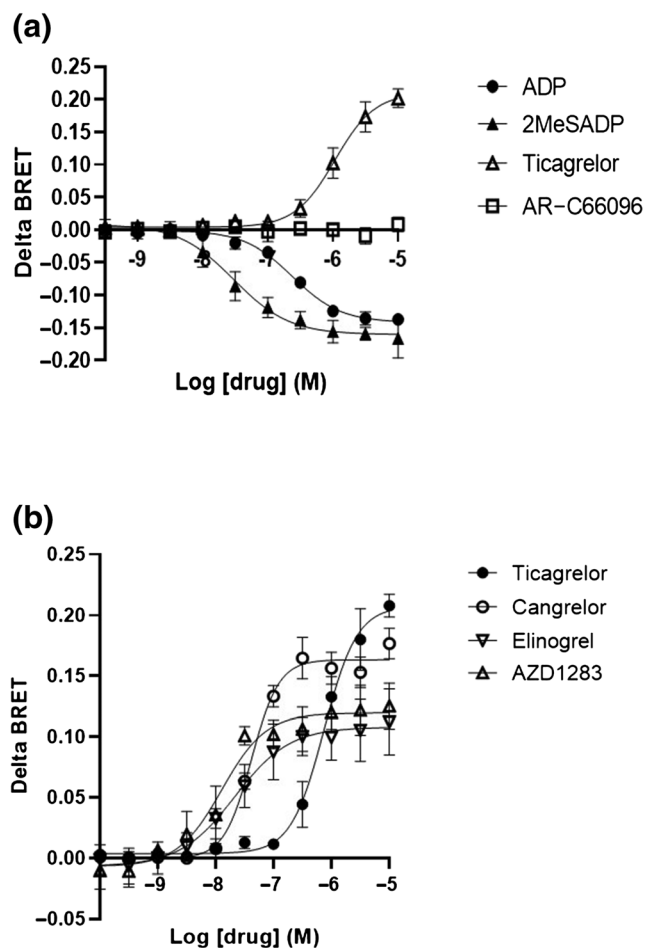 (a)
0.25
0.20
0.15
0.10
0.05
0.00
−0.05
−0.10
−0.15
−0.20
Delta BRET
-9 -8 -7 -6 -5
Log [drug] (M)
ADP
2MeSADP
Ticagrelor
AR−C66096
(b)
0.25
0.20
0.15
0.10
0.05
0.00
−0.05
Delta BRET
−9 −8 −7 −6 −5
Log [drug] (M)
Ticagrelor
Cangrelor
Elinogrel
AZD1283